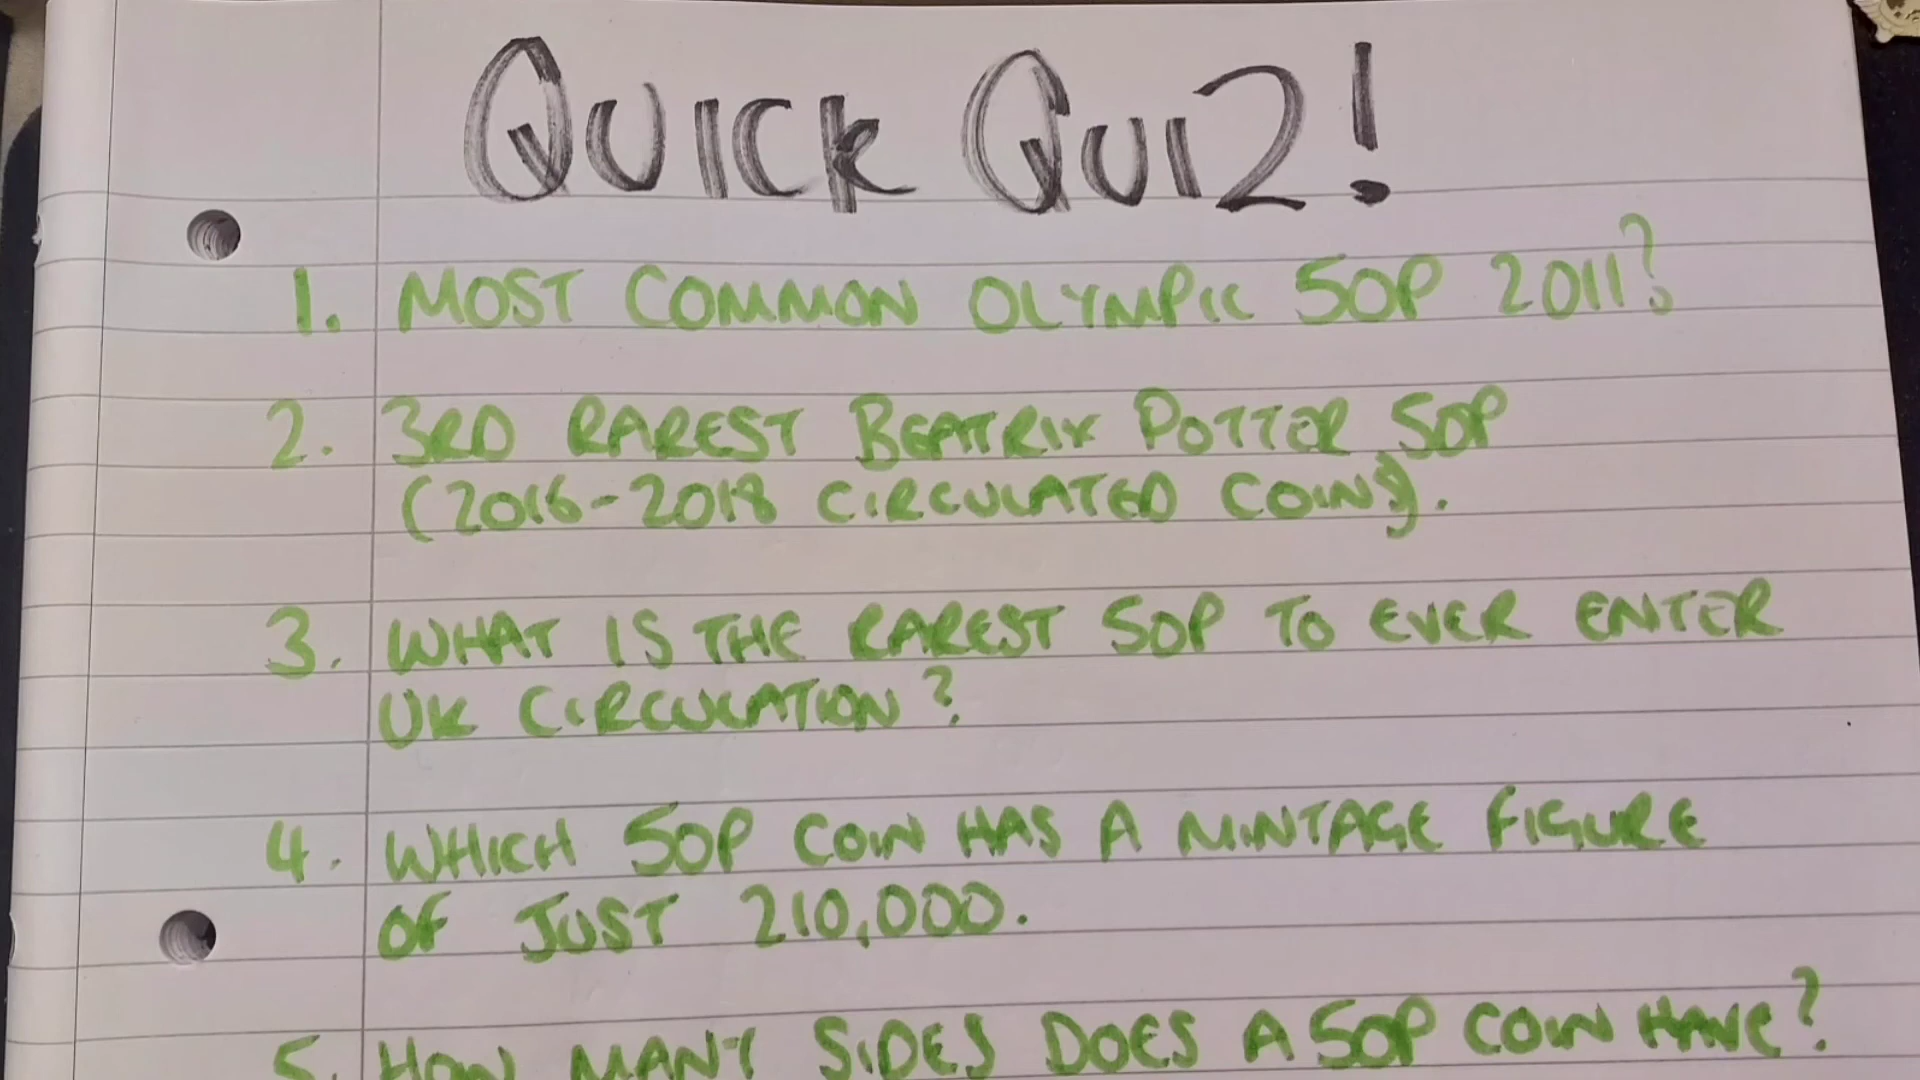 QUICK QUIZ!
1. MOST COMMON OLYMPIC 50P 2011?
2. 3RD RAREST BEATRIX POTTER 50P
(2016-2018 CIRCULATED COINS).
3. WHAT IS THE RAREST 50P TO EVER ENTER
UK CIRCULATION?
4. WHICH 50P COIN HAS A MINTAGE FIGURE
OF JUST 210,000.
5. HOW MANY SIDES DOES A 50P COIN HAVE?